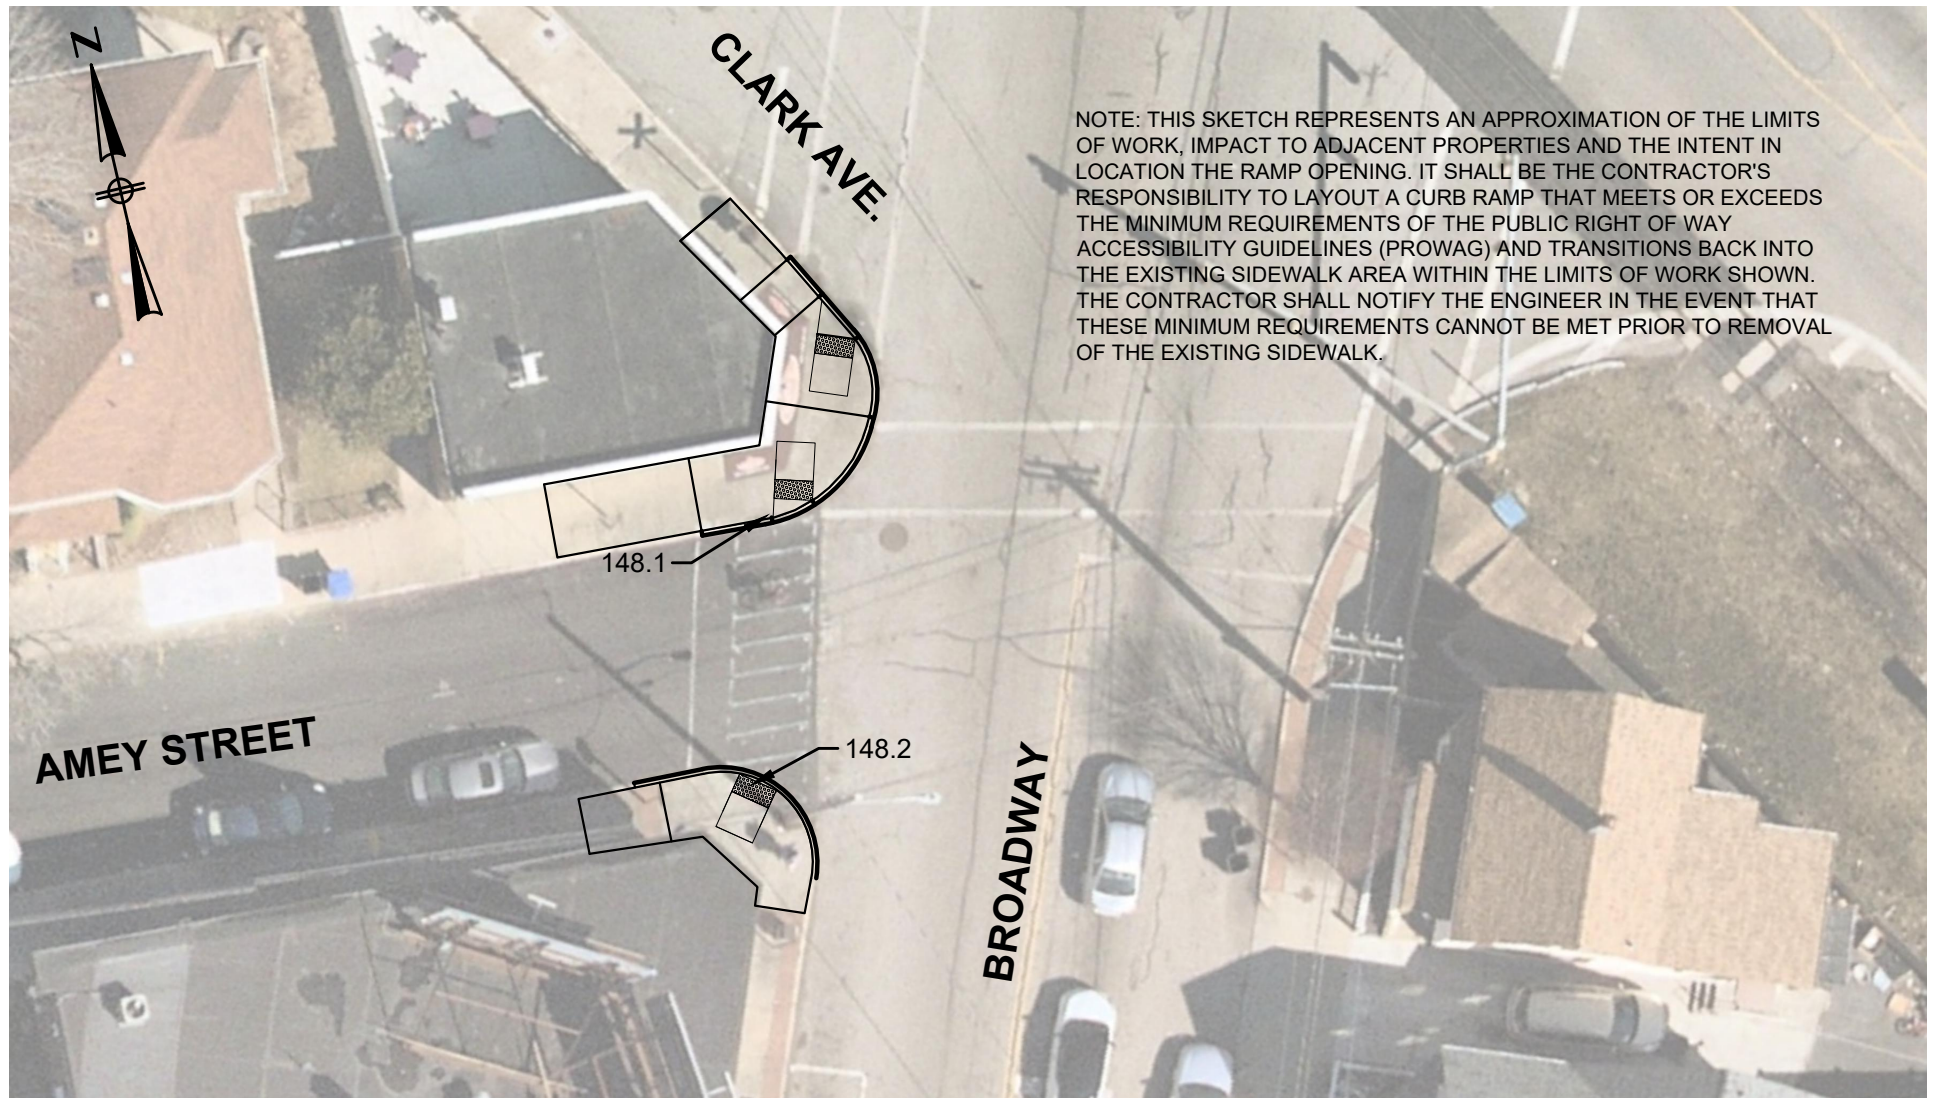 N
CLARK AVE.
NOTE: THIS SKETCH REPRESENTS AN APPROXIMATION OF THE LIMITS
OF WORK, IMPACT TO ADJACENT PROPERTIES AND THE INTENT IN
LOCATION THE RAMP OPENING. IT SHALL BE THE CONTRACTOR'S
RESPONSIBILITY TO LAYOUT A CURB RAMP THAT MEETS OR EXCEEDS
THE MINIMUM REQUIREMENTS OF THE PUBLIC RIGHT OF WAY
ACCESSIBILITY GUIDELINES (PROWAG) AND TRANSITIONS BACK INTO
THE EXISTING SIDEWALK AREA WITHIN THE LIMITS OF WORK SHOWN.
THE CONTRACTOR SHALL NOTIFY THE ENGINEER IN THE EVENT THAT
THESE MINIMUM REQUIREMENTS CANNOT BE MET PRIOR TO REMOVAL
OF THE EXISTING SIDEWALK.
148.1
AMEY STREET
148.2
BROADWAY